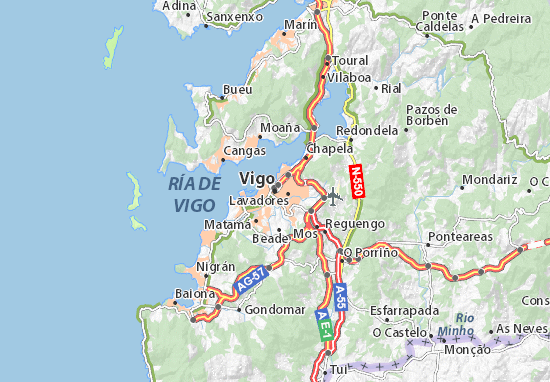 Adina
Sanxenxo
Marín
Ponte
Caldelas
A Pedreira
Toural
Vilaboa
Bueu
Rial
Pazos de
Borbén
Moaña
Redondela
Cangas
Chapela
Vigo
RÍA DE
VIGO
Lavadores
N-550
Mondariz
Qu
Matamá
Beade
Mos
Reguengo
Ponteareas
O Porriño
Nigrán
AG-57
A-55
Baiona
Gondomar
Cons
Esfarrapada
Rio
Minho
As Neves
O Castelo
A
E-1
Monção
Tui